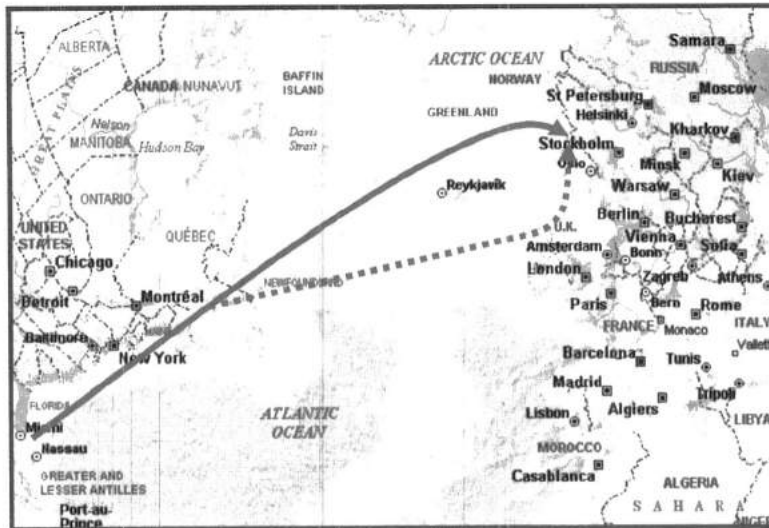 ALBERTA
CANADA NUNAVUT
GREAT PLAINS
Nelson
MANITOBA
Hudson Bay
ONTARIO
QUÉBEC
UNITED
STATES
Chicago
Detroit
Montréal
Baltimore
New York
FLORIDA
Miami
Nassau
GREATER AND
LESSER ANTILLES
Port-au-
Prince
BAFFIN
ISLAND
Davis
Strait
ARCTIC OCEAN
GREENLAND
Reykjavík
NEWFOUNDLAND
ATLANTIC
OCEAN
NORWAY
Samara
RUSSIA
Moscow
St Petersburg
Helsinki
Kharkov
Stockholm
Oslo
Minsk
Kiev
Warsaw
Berlin
Bucharest
U.K.
Vienna
Amsterdam
Bonn
Sofia
London
Zagreb
Athens
Paris
Bern
Rome
FRANCE
Monaco
ITALY
Barcelona
Tunis
Madrid
Algiers
Tripoli
Lisbon
LIBYA
MOROCCO
Casablanca
ALGERIA
SAHARA